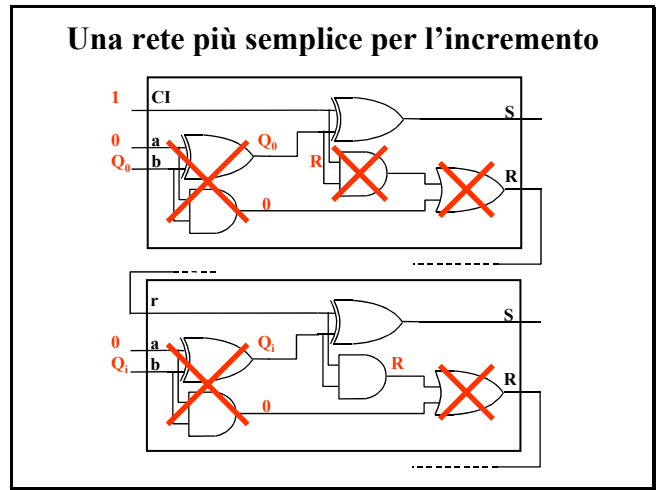 Una rete più semplice per l'incremento
1 CI
S
0 a
Q₀
Q₀ b
R
R
0
r
S
0 a
Qᵢ
Qᵢ b
R
R
0